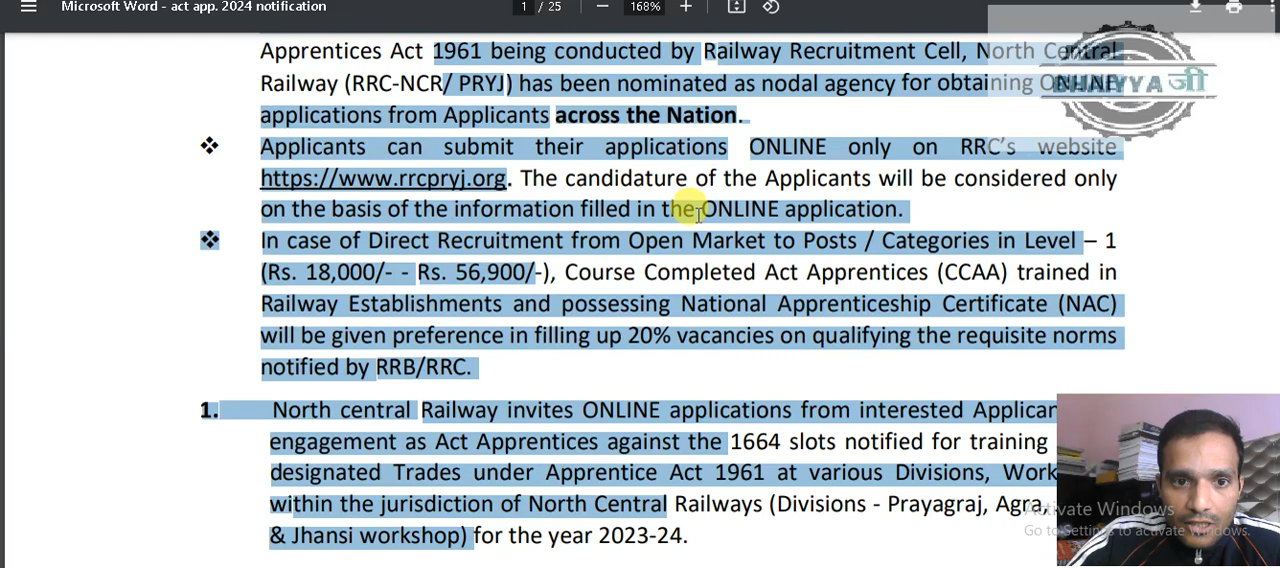 Microsoft Word - act app. 2024 notification
1 / 25
168%
Apprentices Act 1961 being conducted by Railway Recruitment Cell, North Central
Railway (RRC-NCR/ PRYJ) has been nominated as nodal agency for obtaining ONLINE
applications from Applicants across the Nation.
BHAIYYA जी
❖ Applicants can submit their applications ONLINE only on RRC's website
https://www.rrcpryj.org. The candidature of the Applicants will be considered only
on the basis of the information filled in the ONLINE application.
❖ In case of Direct Recruitment from Open Market to Posts / Categories in Level – 1
(Rs. 18,000/- - Rs. 56,900/-), Course Completed Act Apprentices (CCAA) trained in
Railway Establishments and possessing National Apprenticeship Certificate (NAC)
will be given preference in filling up 20% vacancies on qualifying the requisite norms
notified by RRB/RRC.
1. North central Railway invites ONLINE applications from interested Applican
engagement as Act Apprentices against the 1664 slots notified for training
designated Trades under Apprentice Act 1961 at various Divisions, Work
within the jurisdiction of North Central Railways (Divisions - Prayagraj, Agra,
& Jhansi workshop) for the year 2023-24.
Activate Windows
Go to Settings to activate Windows.